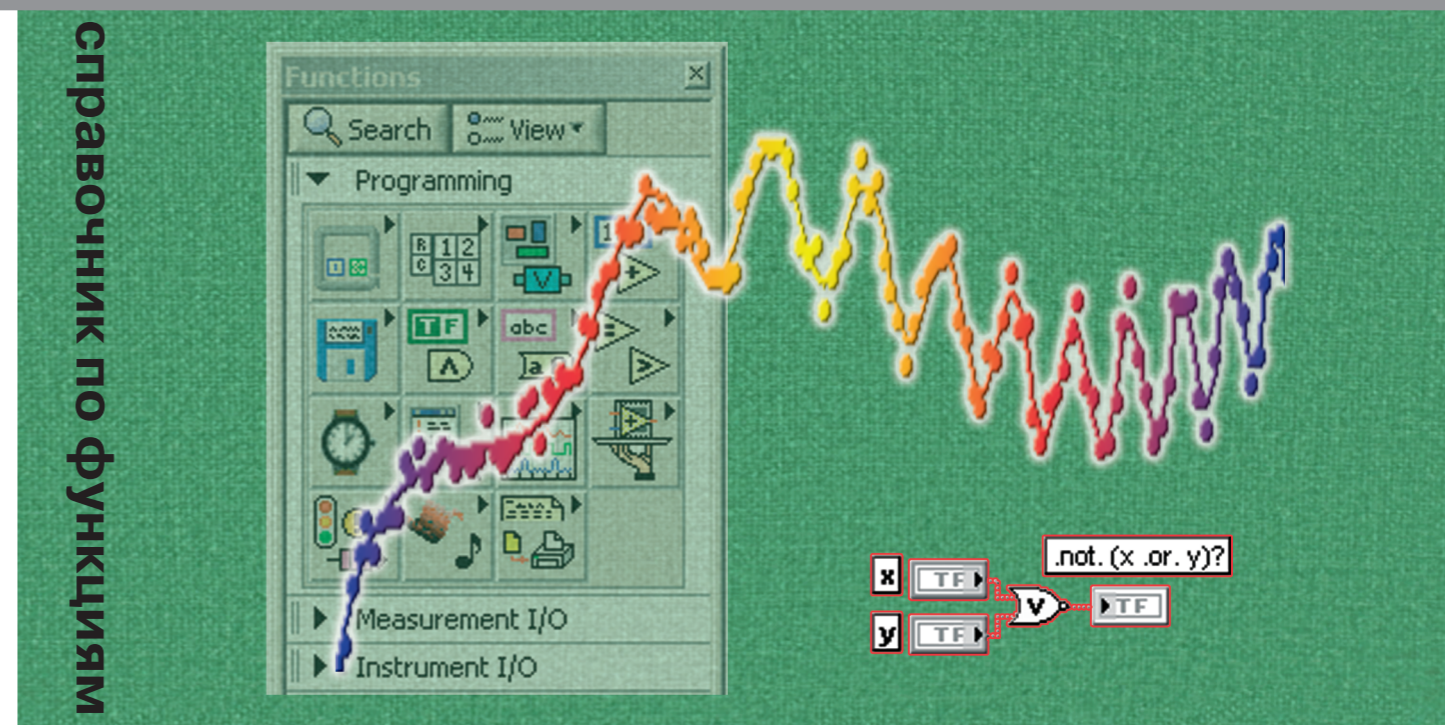 справочник по функциям
Functions
Search View
Programming
R 1 2
C 3 4
1
V +
TF abc =
Λ a >
+
Measurement I/O
Instrument I/O
.not. (x .or. y)?
x TF
V TF
y TF